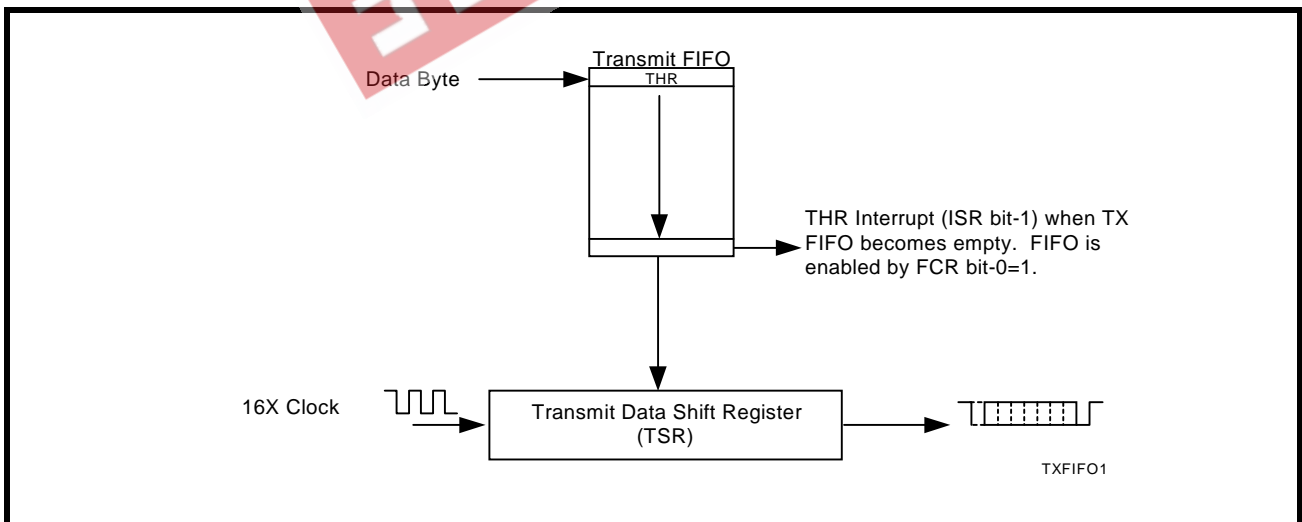 Transmit FIFO
Data Byte
THR
THR Interrupt (ISR bit-1) when TX
FIFO becomes empty. FIFO is
enabled by FCR bit-0=1.
16X Clock
Transmit Data Shift Register
(TSR)
TXFIFO1